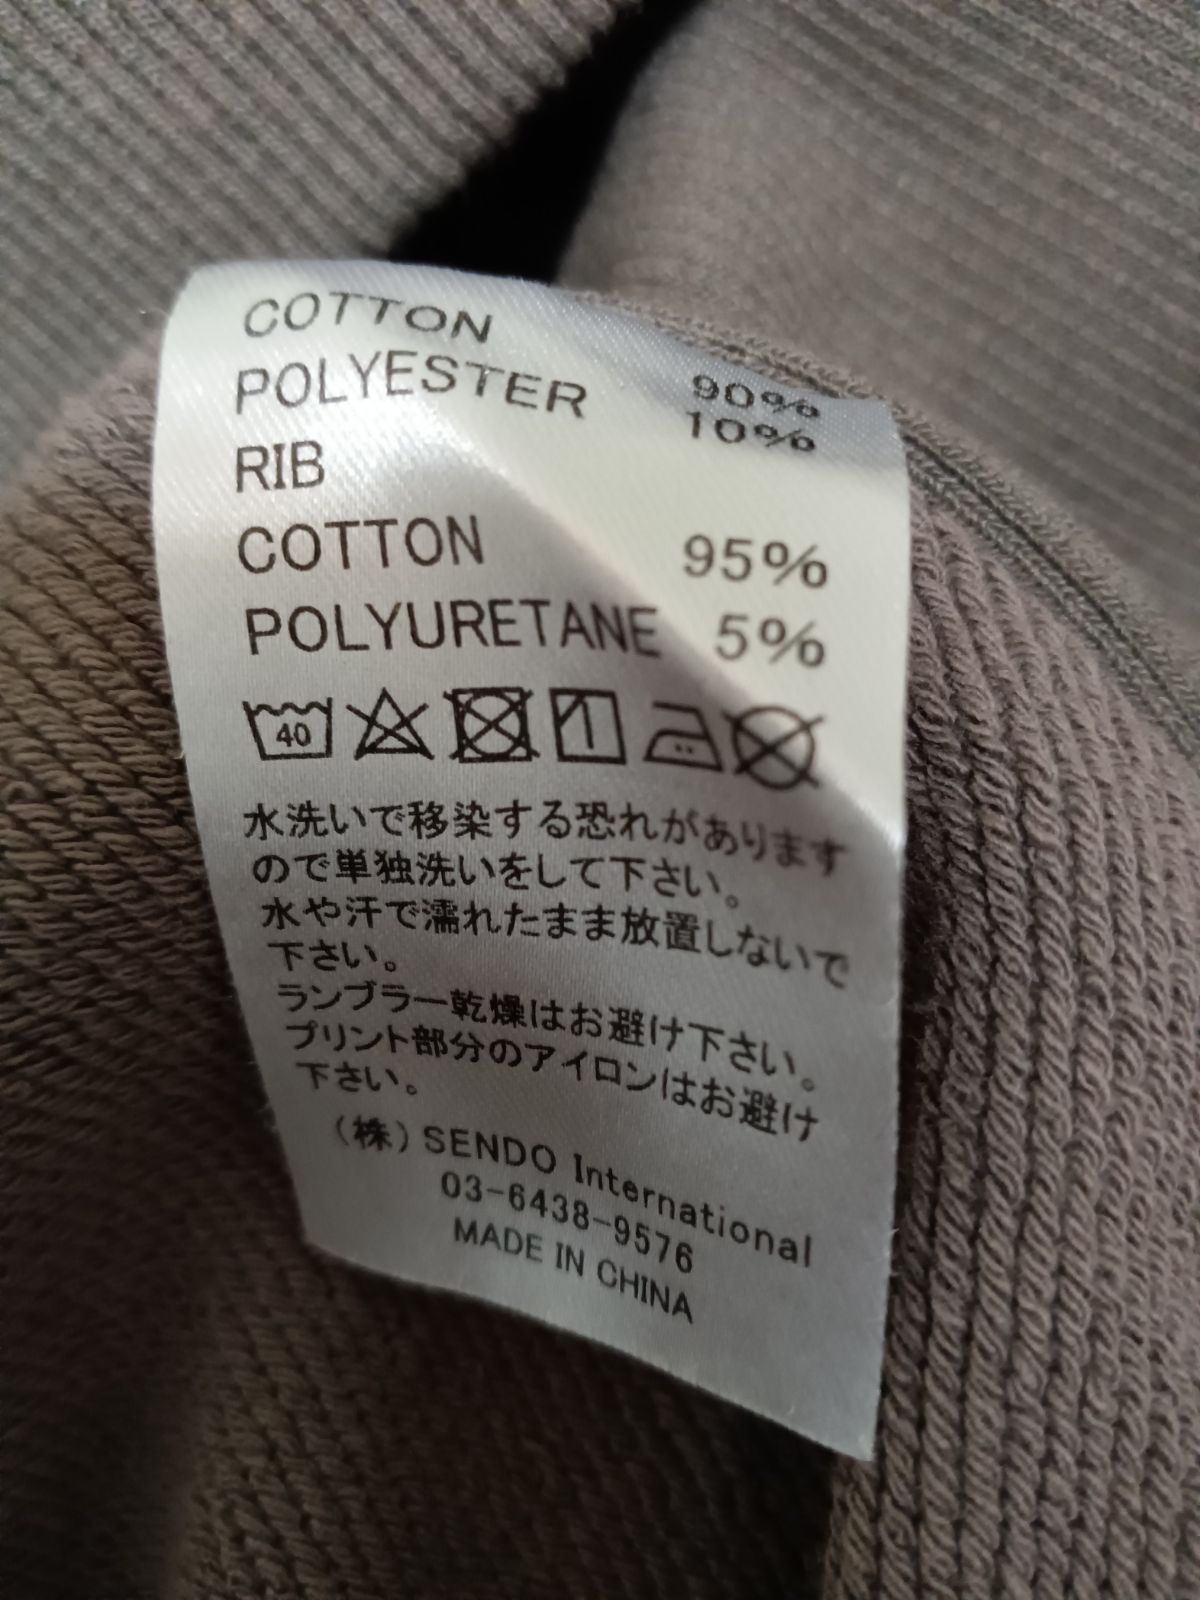 COTTON 90%
POLYESTER 10%
RIB
COTTON 95%
POLYURETANE 5%
40
水洗いで移染する恐れがあります
ので単独洗いをして下さい。
水や汗で濡れたまま放置しないで
下さい。
ランブラー乾燥はお避け下さい。
プリント部分のアイロンはお避け
下さい。
(株) SENDO International
03-6438-9576
MADE IN CHINA